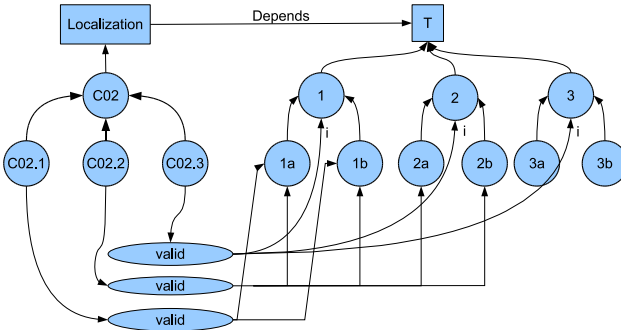 Localization
Depends
T
C02
1
2
3
i
i
i
C02.1
C02.2
C02.3
1a
1b
2a
2b
3a
3b
valid
valid
valid